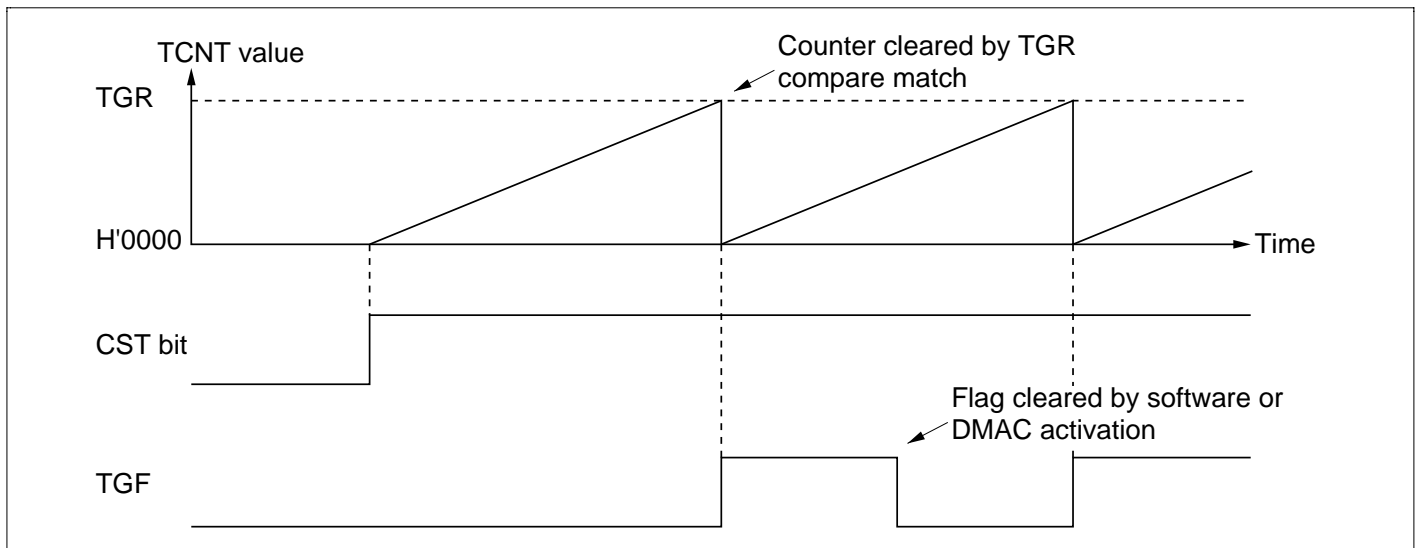 TCNT value
Counter cleared by TGR
compare match
TGR
H'0000
Time
CST bit
Flag cleared by software or
DMAC activation
TGF